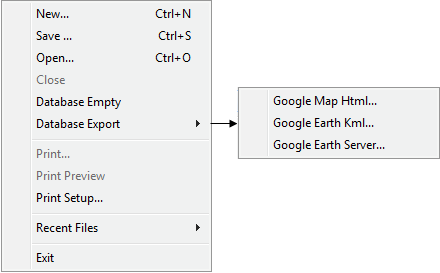 New... Ctrl+N
Save ... Ctrl+S
Open... Ctrl+O
Close
Database Empty
Database Export
Google Map Html...
Google Earth Kml...
Google Earth Server...
Print...
Print Preview
Print Setup...
Recent Files
Exit